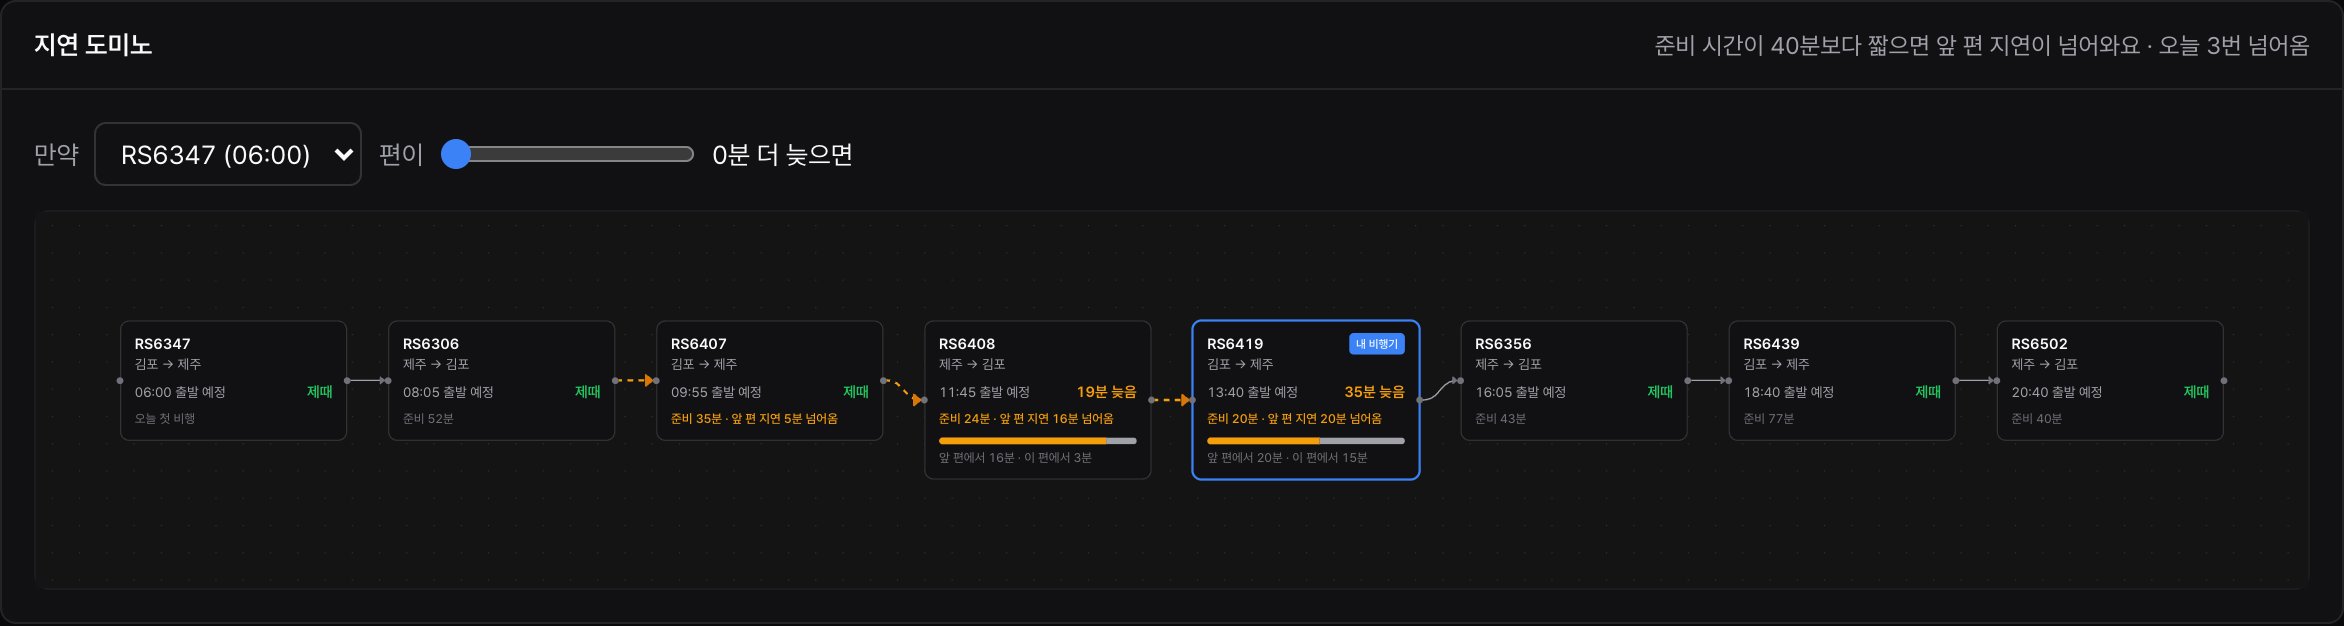 지연 도미노
준비 시간이 40분보다 짧으면 앞 편 지연이 넘어와요 · 오늘 3번 넘어옴
만약 RS6347 (06:00) 편이 0분 더 늦으면
RS6347
김포 → 제주
06:00 출발 예정 제때
오늘 첫 비행
RS6306
제주 → 김포
08:05 출발 예정 제때
준비 52분
RS6407
김포 → 제주
09:55 출발 예정 제때
준비 35분 · 앞 편 지연 5분 넘어옴
RS6408
제주 → 김포
11:45 출발 예정 19분 늦음
준비 24분 · 앞 편 지연 16분 넘어옴
앞 편에서 16분 · 이 편에서 3분
RS6419 내 비행기
김포 → 제주
13:40 출발 예정 35분 늦음
준비 20분 · 앞 편 지연 20분 넘어옴
앞 편에서 20분 · 이 편에서 15분
RS6356
제주 → 김포
16:05 출발 예정 제때
준비 43분
RS6439
김포 → 제주
18:40 출발 예정 제때
준비 77분
RS6502
제주 → 김포
20:40 출발 예정 제때
준비 40분